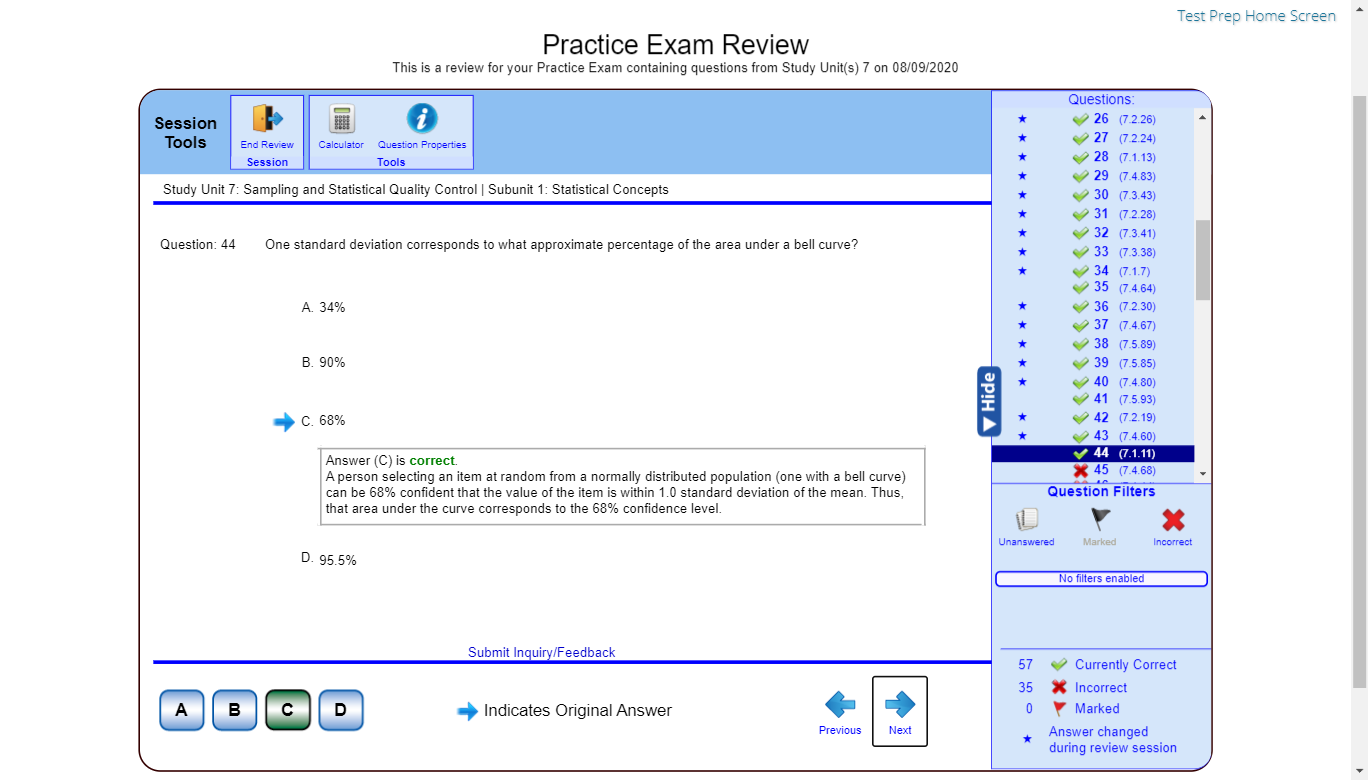 Test Prep Home Screen
Practice Exam Review
This is a review for your Practice Exam containing questions from Study Unit(s) 7 on 08/09/2020
Session Tools
End Review
Session
Calculator
Question Properties
Tools
Study Unit 7: Sampling and Statistical Quality Control | Subunit 1: Statistical Concepts
Question: 44 One standard deviation corresponds to what approximate percentage of the area under a bell curve?
A. 34%
B. 90%
C. 68%
Answer (C) is correct.
A person selecting an item at random from a normally distributed population (one with a bell curve)
can be 68% confident that the value of the item is within 1.0 standard deviation of the mean. Thus,
that area under the curve corresponds to the 68% confidence level.
D. 95.5%
Submit Inquiry/Feedback
A B C D
Indicates Original Answer
Previous
Next
Hide
Questions:
26 (7.2.26)
27 (7.2.24)
28 (7.1.13)
29 (7.4.83)
30 (7.3.43)
31 (7.2.28)
32 (7.3.41)
33 (7.3.38)
34 (7.1.7)
35 (7.4.64)
36 (7.2.30)
37 (7.4.67)
38 (7.5.89)
39 (7.5.85)
40 (7.4.80)
41 (7.5.93)
42 (7.2.19)
43 (7.4.60)
44 (7.1.11)
45 (7.4.68)
Question Filters
Unanswered
Marked
Incorrect
No filters enabled
57 Currently Correct
35 Incorrect
0 Marked
Answer changed
during review session